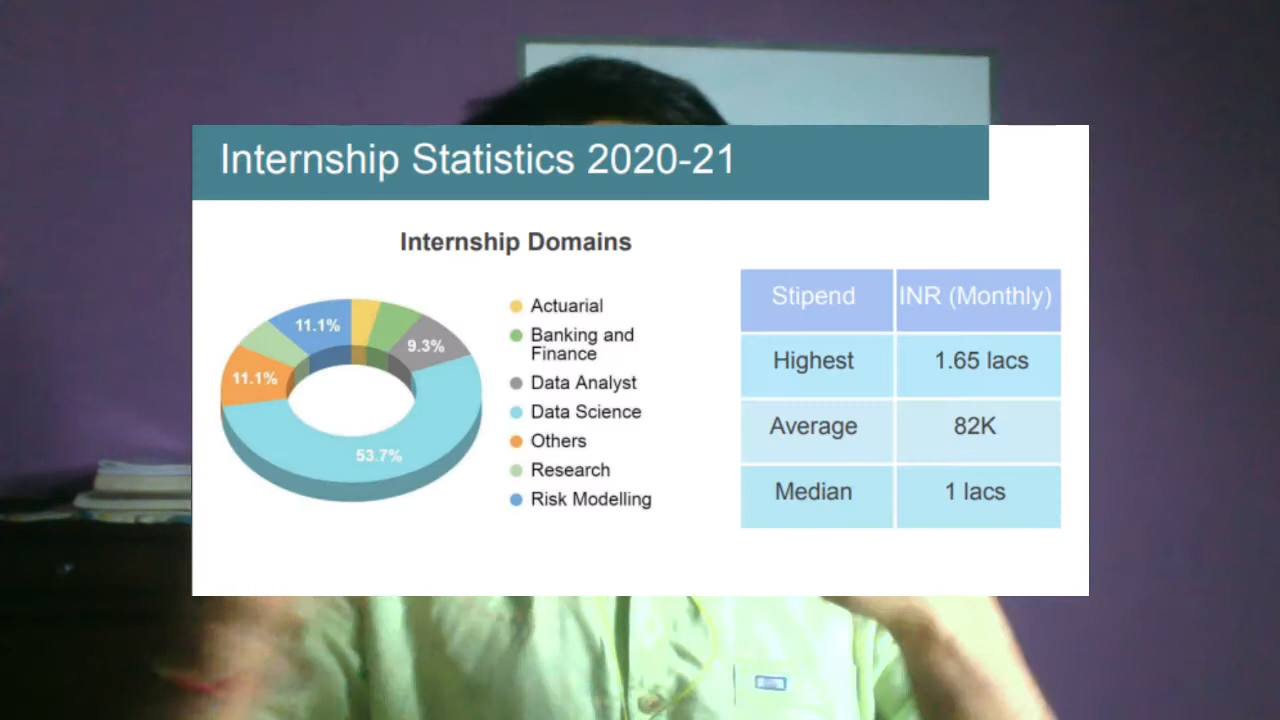 Internship Statistics 2020-21
Internship Domains
11.1%
9.3%
11.1%
53.7%
Actuarial
Banking and
Finance
Data Analyst
Data Science
Others
Research
Risk Modelling
Stipend INR (Monthly)
Highest 1.65 lacs
Average 82K
Median 1 lacs